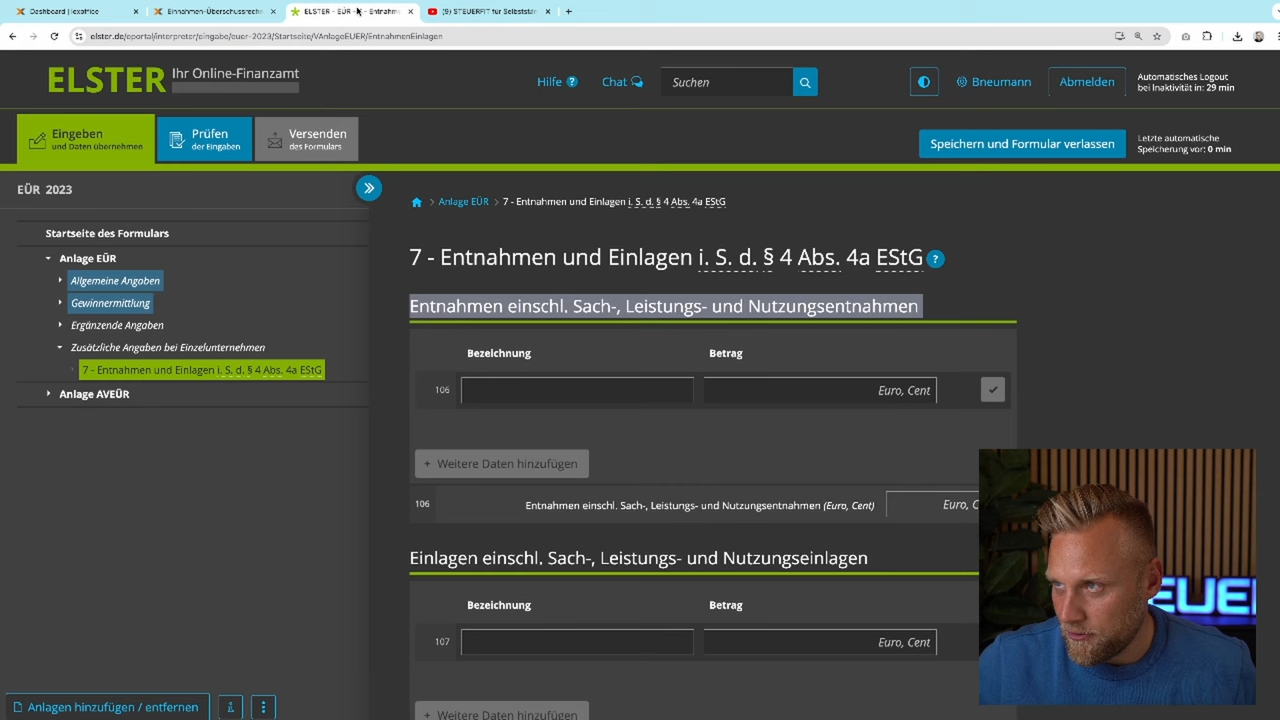 Dashboard | lexoffice
Einnahmen-Überschussrechn
ELSTER - EÜR - 7 - Entnahm
(9) STEUERFIT für Selbststän
elster.de/eportal/interpreter/eingabe/euer-2023/Startseite/VAnlageEUER/EntnahmenEinlagen
ELSTER
Ihr Online-Finanzamt
Hilfe ?
Chat
Suchen
Bneumann
Abmelden
Automatisches Logout
bei Inaktivität in: 29 min
Eingeben
und Daten übernehmen
Prüfen
der Eingaben
Versenden
des Formulars
Speichern und Formular verlassen
Letzte automatische
Speicherung vor: 0 min
EÜR 2023
Startseite des Formulars
Anlage EÜR
Allgemeine Angaben
Gewinnermittlung
Ergänzende Angaben
Zusätzliche Angaben bei Einzelunternehmen
7 - Entnahmen und Einlagen i. S. d. § 4 Abs. 4a EStG
Anlage AVEÜR
Anlagen hinzufügen / entfernen
i
Anlage EÜR
7 - Entnahmen und Einlagen i. S. d. § 4 Abs. 4a EStG
7 - Entnahmen und Einlagen i. S. d. § 4 Abs. 4a EStG ?
Entnahmen einschl. Sach-, Leistungs- und Nutzungsentnahmen
Bezeichnung
Betrag
106
Euro, Cent
+ Weitere Daten hinzufügen
106
Entnahmen einschl. Sach-, Leistungs- und Nutzungsentnahmen (Euro, Cent)
Euro, C
Einlagen einschl. Sach-, Leistungs- und Nutzungseinlagen
Bezeichnung
Betrag
107
Euro, Cent
+ Weitere Daten hinzufügen
EUE